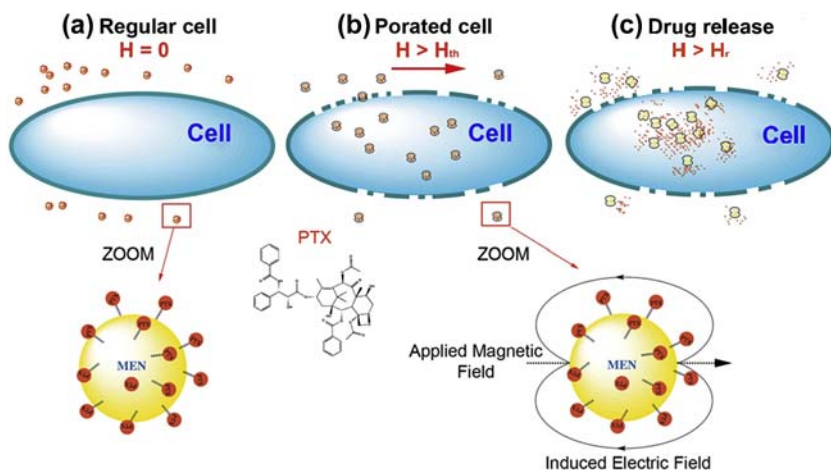 (a) Regular cell
H = 0
(b) Porated cell
H > Hth
(c) Drug release
H > Hr
Cell
Cell
Cell
ZOOM
PTX
ZOOM
MEN
Applied Magnetic
Field
MEN
Induced Electric Field